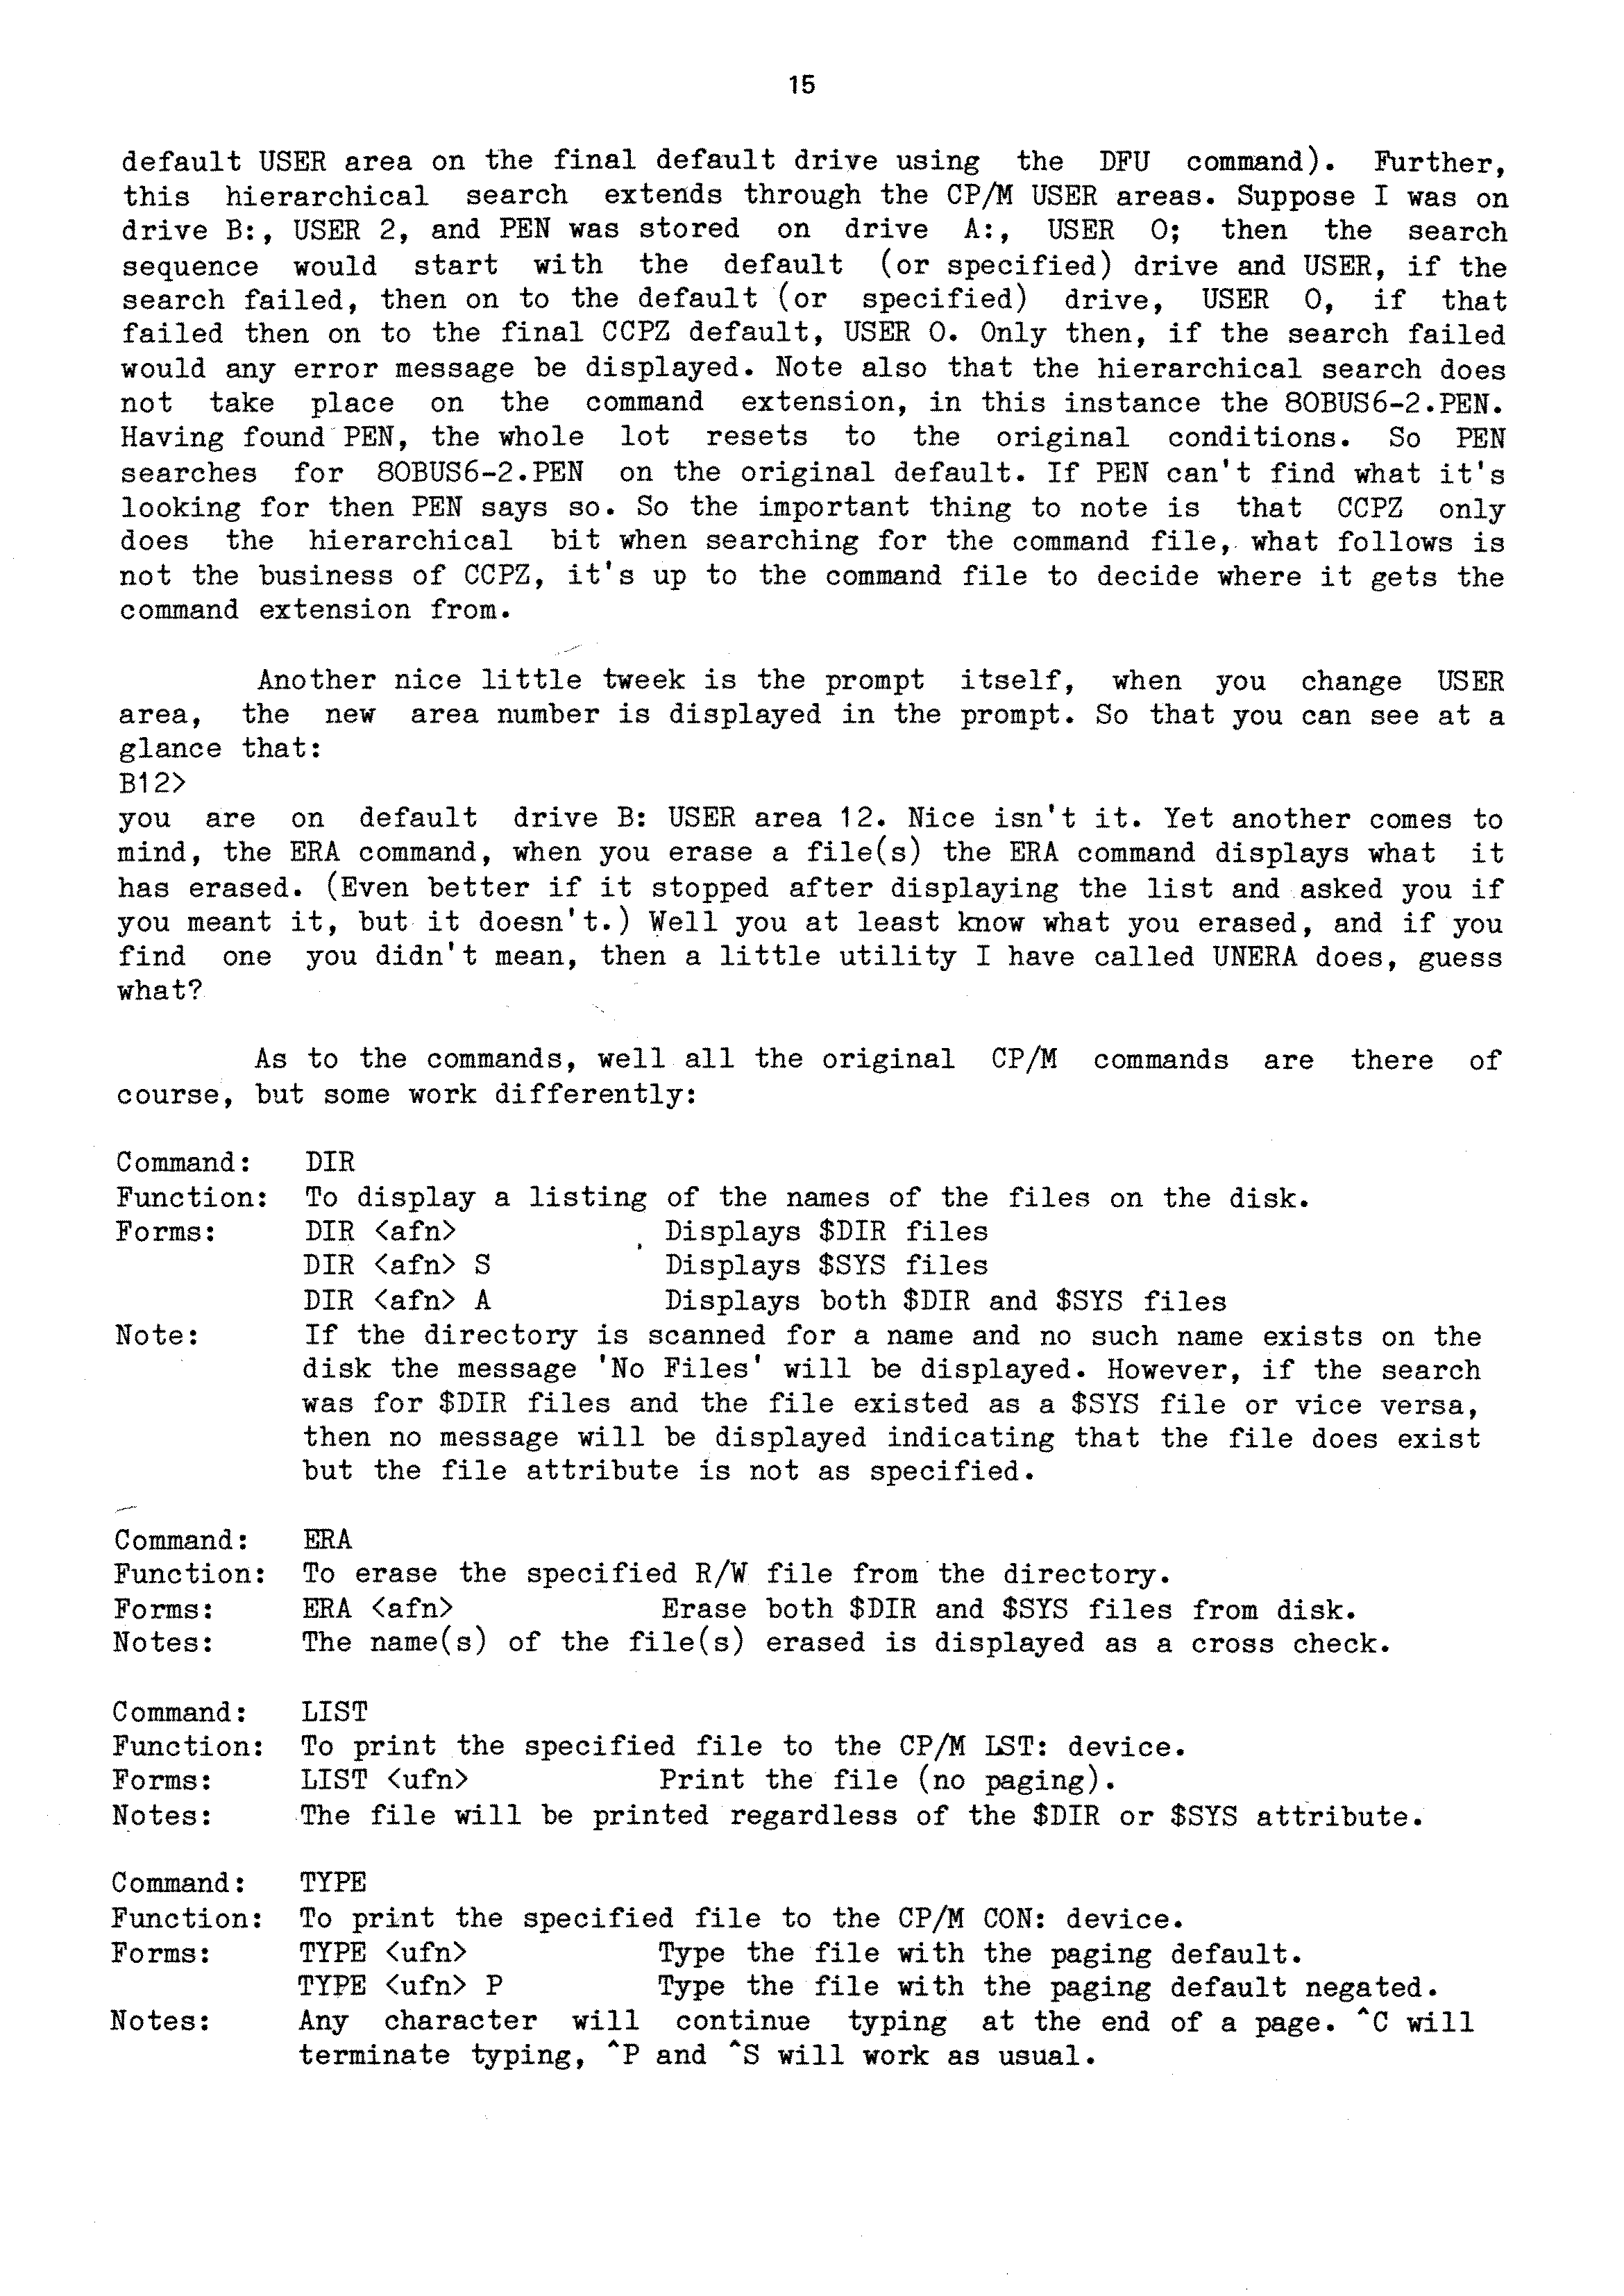 15
default USER area on the final default drive using the DFU command). Further,
this hierarchical search extends through the CP/M USER areas. Suppose I was on
drive B:, USER 2, and PEN was stored on drive A:, USER 0; then the search
sequence would start with the default (or specified) drive and USER, if the
search failed, then on to the default (or specified) drive, USER 0, if that
failed then on to the final CCPZ default, USER 0. Only then, if the search failed
would any error message be displayed. Note also that the hierarchical search does
not take place on the command extension, in this instance the 80BUS6-2.PEN.
Having found PEN, the whole lot resets to the original conditions. So PEN
searches for 80BUS6-2.PEN on the original default. If PEN can't find what it's
looking for then PEN says so. So the important thing to note is that CCPZ only
does the hierarchical bit when searching for the command file, what follows is
not the business of CCPZ, it's up to the command file to decide where it gets the
command extension from.
Another nice little tweek is the prompt itself, when you change USER
area, the new area number is displayed in the prompt. So that you can see at a
glance that:
B12>
you are on default drive B: USER area 12. Nice isn't it. Yet another comes to
mind, the ERA command, when you erase a file(s) the ERA command displays what it
has erased. (Even better if it stopped after displaying the list and asked you if
you meant it, but it doesn't.) Well you at least know what you erased, and if you
find one you didn't mean, then a little utility I have called UNERA does, guess
what?
As to the commands, well all the original CP/M commands are there of
course, but some work differently:
Command: DIR
Function: To display a listing of the names of the files on the disk.
Forms: DIR <afn> Displays $DIR files
DIR <afn> S Displays $SYS files
DIR <afn> A Displays both $DIR and $SYS files
Note: If the directory is scanned for a name and no such name exists on the
disk the message 'No Files' will be displayed. However, if the search
was for $DIR files and the file existed as a $SYS file or vice versa,
then no message will be displayed indicating that the file does exist
but the file attribute is not as specified.
Command: ERA
Function: To erase the specified R/W file from the directory.
Forms: ERA <afn> Erase both $DIR and $SYS files from disk.
Notes: The name(s) of the file(s) erased is displayed as a cross check.
Command: LIST
Function: To print the specified file to the CP/M LST: device.
Forms: LIST <ufn> Print the file (no paging).
Notes: The file will be printed regardless of the $DIR or $SYS attribute.
Command: TYPE
Function: To print the specified file to the CP/M CON: device.
Forms: TYPE <ufn> Type the file with the paging default.
TYPE <ufn> P Type the file with the paging default negated.
Notes: Any character will continue typing at the end of a page. ^C will
terminate typing, ^P and ^S will work as usual.